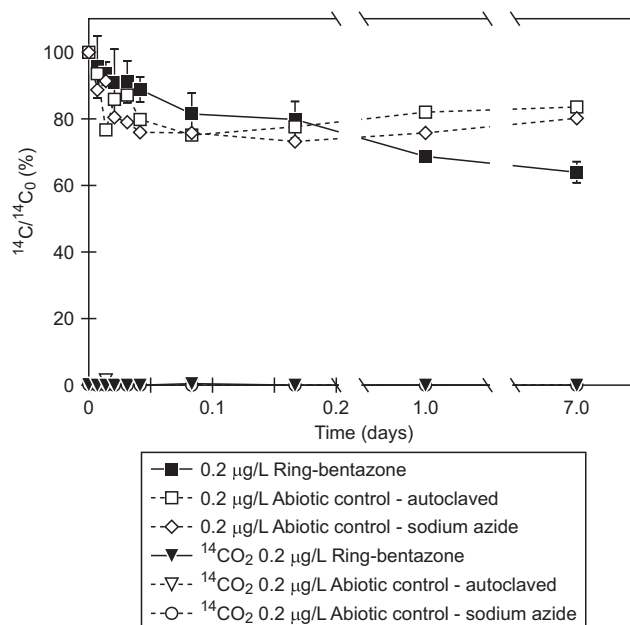 100
80
60
40
20
0
¹⁴C/¹⁴C₀ (%)
0 0.1 0.2 1.0 7.0
Time (days)
0.2 μg/L Ring-bentazone
0.2 μg/L Abiotic control - autoclaved
0.2 μg/L Abiotic control - sodium azide
¹⁴CO₂ 0.2 μg/L Ring-bentazone
¹⁴CO₂ 0.2 μg/L Abiotic control - autoclaved
¹⁴CO₂ 0.2 μg/L Abiotic control - sodium azide